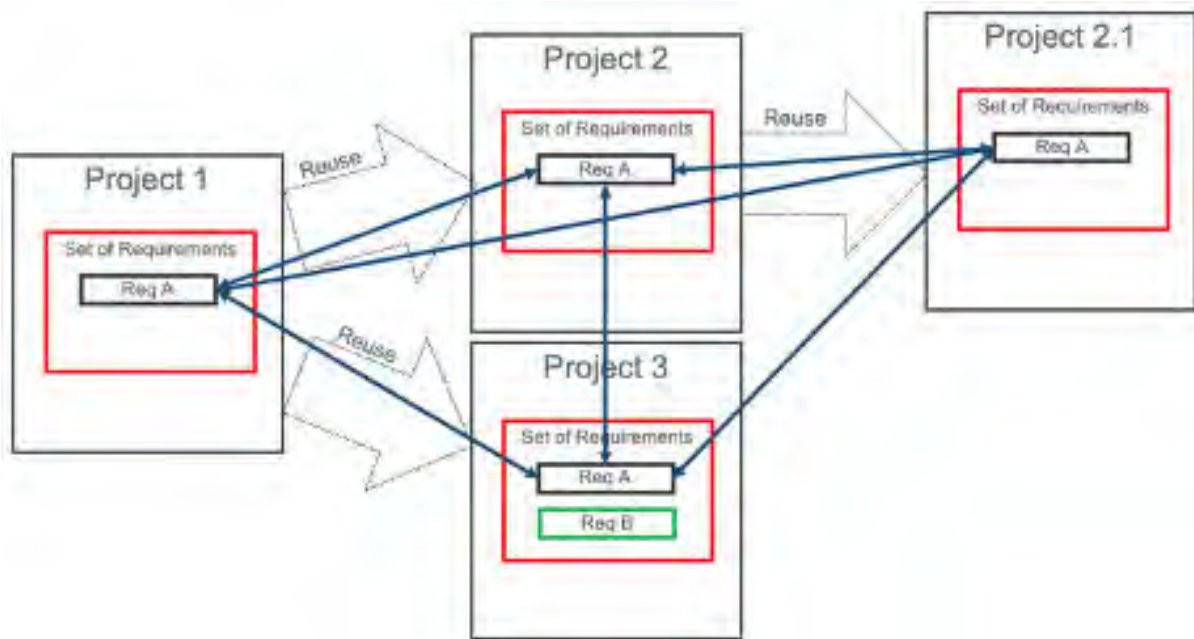 Project 1
Set of Requirements
Req A
Reuse
Reuse
Project 2
Set of Requirements
Req A
Project 3
Set of Requirements
Req A
Req B
Reuse
Project 2.1
Set of Requirements
Req A